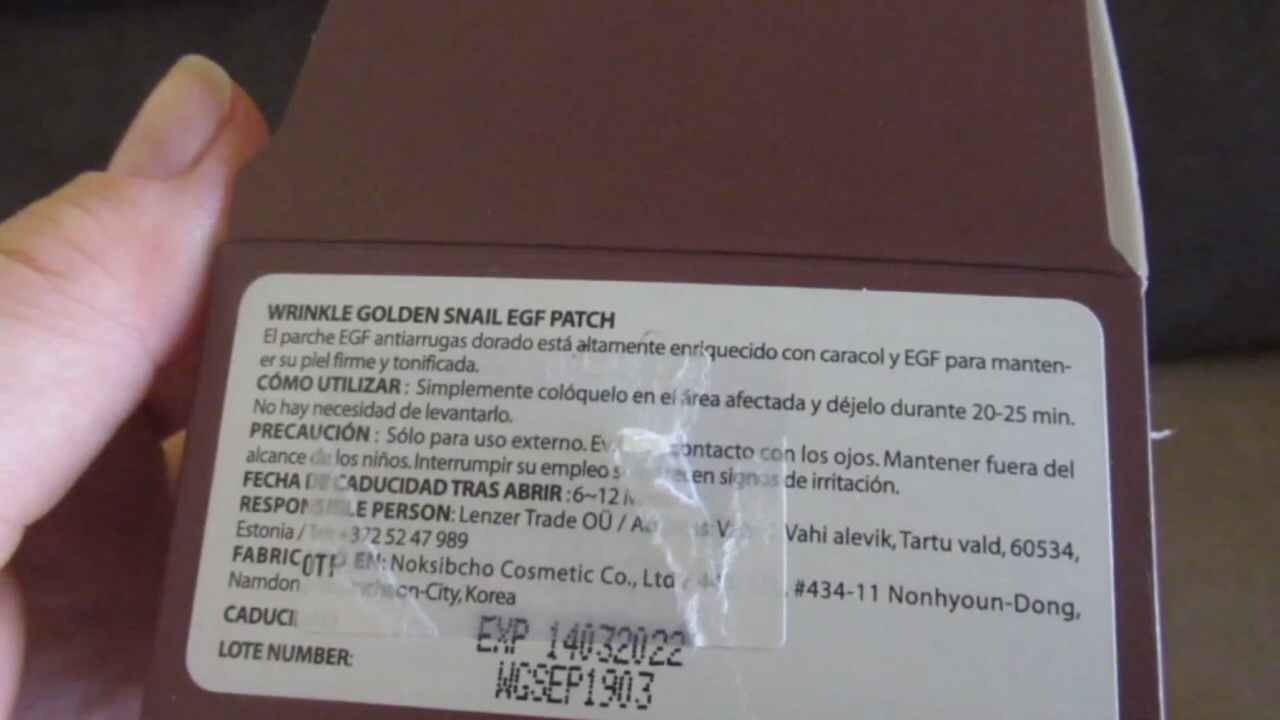 WRINKLE GOLDEN SNAIL EGF PATCH
El parche EGF antiarrugas dorado está altamente enriquecido con caracol y EGF para manten-
er su piel firme y tonificada.
CÓMO UTILIZAR : Simplemente colóquelo en el área afectada y déjelo durante 20-25 min.
No hay necesidad de levantarlo.
PRECAUCIÓN : Sólo para uso externo. contacto con los ojos. Mantener fuera del
alcance de los niños. Interrumpir su empleo signos de irritación.
FECHA DE CADUCIDAD TRAS ABRIR : 6~12
RESPONSIBLE PERSON: Lenzer Trade OÜ / Vahi alevik, Tartu vald, 60534,
Estonia / Tel: +372 52 47 989
EN: Noksibcho Cosmetic Co., Ltd #434-11 Nonhyoun-Dong,
Namdon -City, Korea
LOTE NUMBER:
EXP 14032022
WGSEP1903